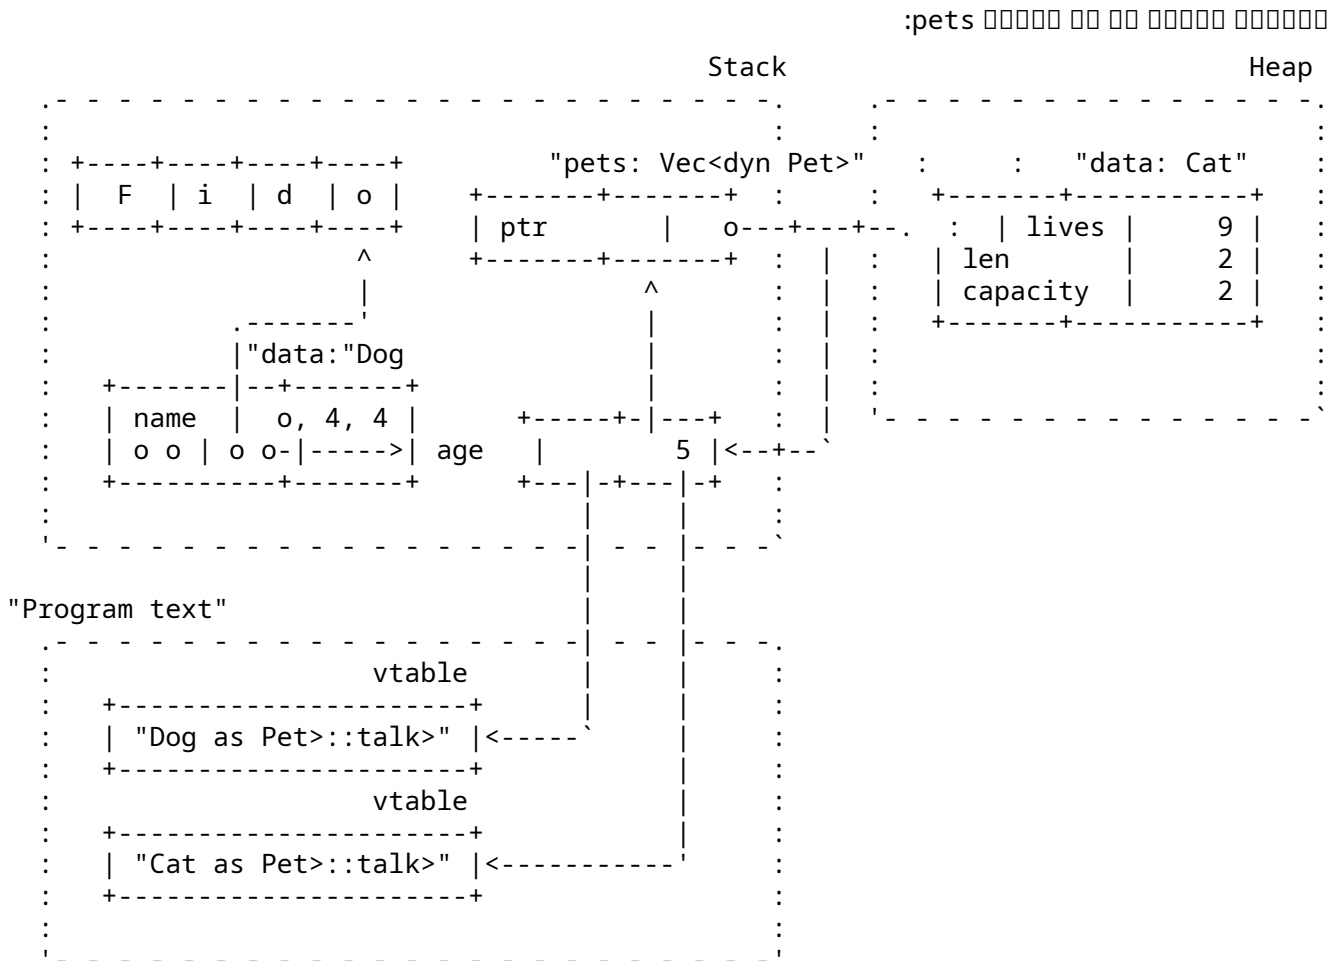 :pets
Stack Heap
"pets: Vec<dyn Pet>" "data: Cat"
F i d o
ptr o lives 9
len 2
capacity 2
"data:"Dog
name o, 4, 4
o o o o age 5
"Program text"
vtable
"Dog as Pet>::talk>"
vtable
"Cat as Pet>::talk>"